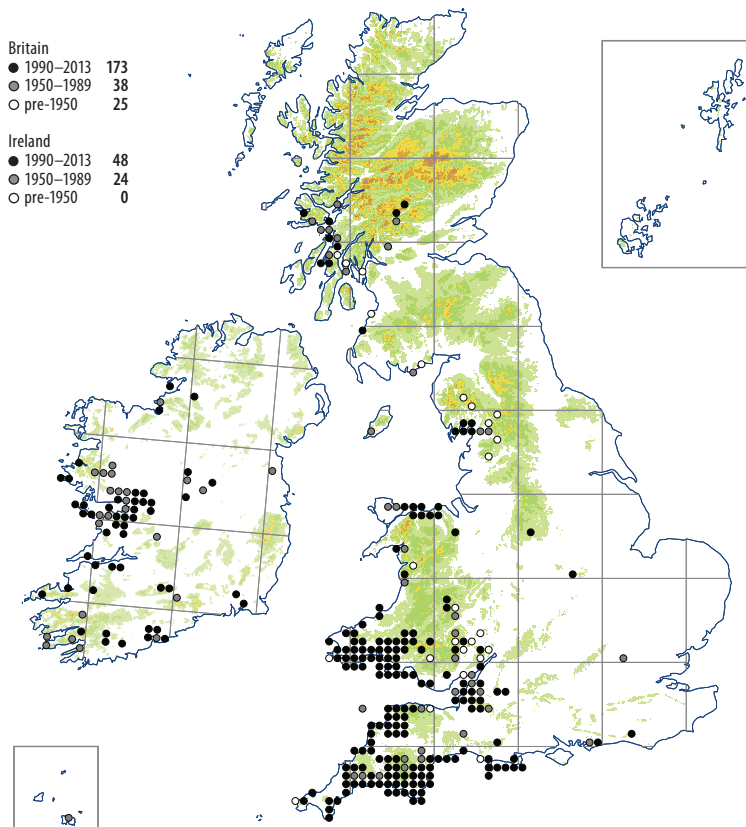 Britain
1990–2013 173
1950–1989 38
pre-1950 25
Ireland
1990–2013 48
1950–1989 24
pre-1950 0